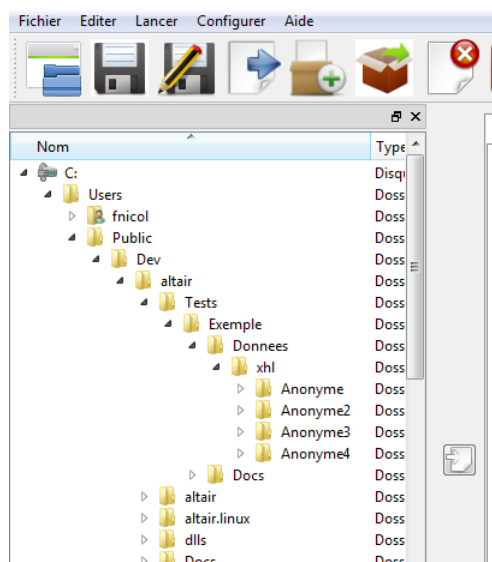 Fichier Editer Lancer Configurer Aide
Nom Type
C: Disqu
Users Doss
fnicol Doss
Public Doss
Dev Doss
altair Doss
Tests Doss
Exemple Doss
Donnees Doss
xhl Doss
Anonyme Doss
Anonyme2 Doss
Anonyme3 Doss
Anonyme4 Doss
Docs Doss
altair Doss
altair.linux Doss
dlls Doss
Docs Doss